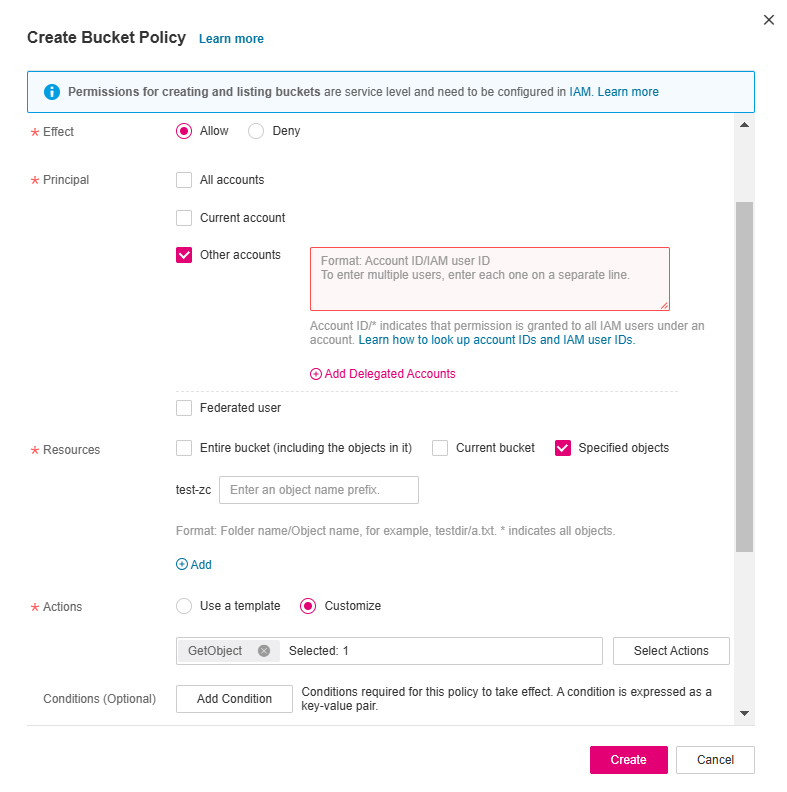 Create Bucket Policy Learn more
Permissions for creating and listing buckets are service level and need to be configured in IAM. Learn more
* Effect Allow Deny
* Principal All accounts
Current account
Other accounts Format: Account ID/IAM user ID
To enter multiple users, enter each one on a separate line.
Account ID/* indicates that permission is granted to all IAM users under an
account. Learn how to look up account IDs and IAM user IDs.
Add Delegated Accounts
Federated user
* Resources Entire bucket (including the objects in it) Current bucket Specified objects
test-zc Enter an object name prefix.
Format: Folder name/Object name, for example, testdir/a.txt. * indicates all objects.
Add
* Actions Use a template Customize
GetObject Selected: 1 Select Actions
Conditions (Optional) Add Condition Conditions required for this policy to take effect. A condition is expressed as a
key-value pair.
Create Cancel